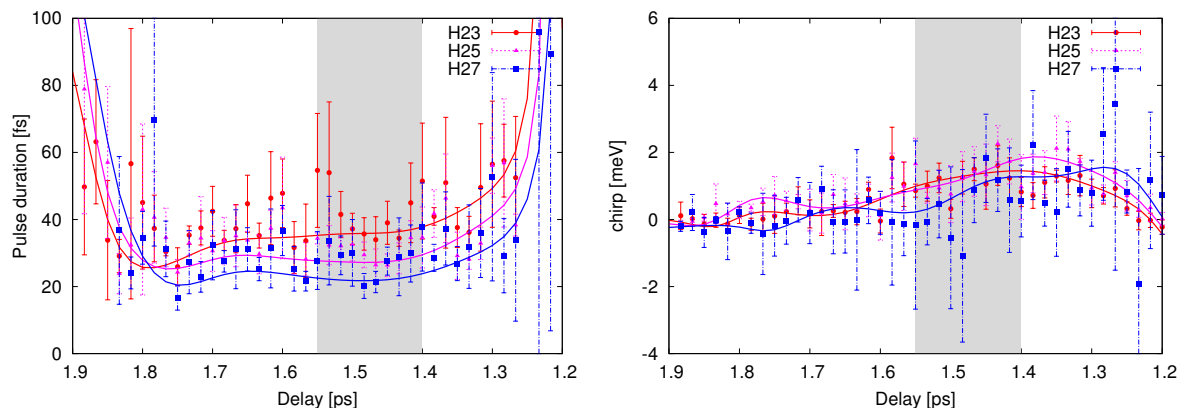 100
80
60
40
20
0
Pulse duration [fs]
H23
H25
H27
1.9 1.8 1.7 1.6 1.5 1.4 1.3 1.2
Delay [ps]
6
4
2
0
-2
-4
chirp [meV]
H23
H25
H27
1.9 1.8 1.7 1.6 1.5 1.4 1.3 1.2
Delay [ps]